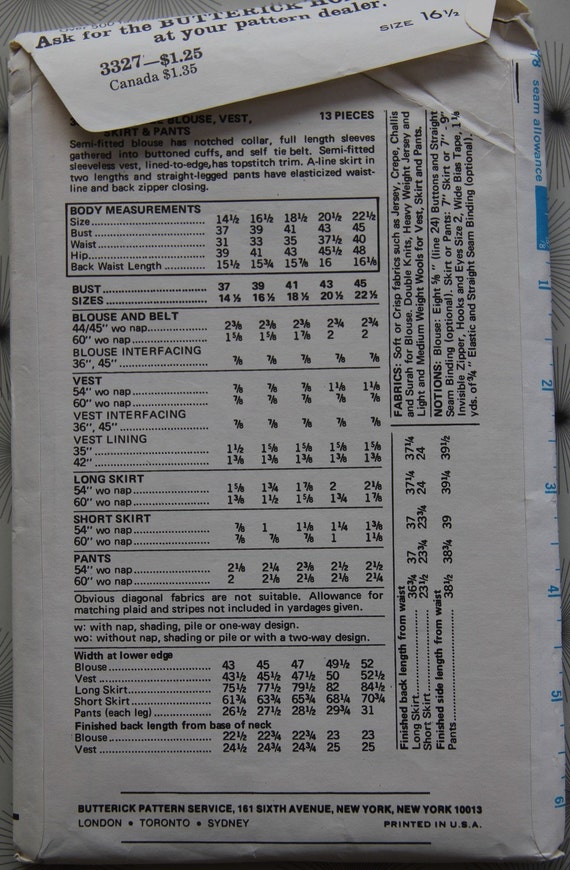 Ask for the BUTTERICK
at your pattern dealer.
SIZE 16½
3327—$1.25
Canada $1.35
BLOUSE, VEST, 13 PIECES
SKIRT & PANTS
Semi-fitted blouse has notched collar, full length sleeves
gathered into buttoned cuffs, and self tie belt. Semi-fitted
sleeveless vest, lined-to-edge, has topstitch trim. A-line skirt in
two lengths and straight-legged pants have elasticized waist-
line and back zipper closing.
BODY MEASUREMENTS
Size 14½ 16½ 18½ 20½ 22½
Bust 37 39 41 43 45
Waist 31 33 35 37½ 40
Hip 39 41 43 45½ 48
Back Waist Length 15½ 15¾ 15⅞ 16 16⅛
BUST 37 39 41 43 45
SIZES 14½ 16½ 18½ 20½ 22½
BLOUSE AND BELT
44/45" wo nap 2⅜ 2⅜ 2⅜ 2¾ 2¾
60" wo nap 1⅝ 1⅝ 1⅞ 2 2
BLOUSE INTERFACING
36", 45" ⅞ ⅞ ⅞ ⅞ ⅞
VEST
54" wo nap ⅞ ⅞ ⅞ 1⅛ 1⅛
60" wo nap ⅞ ⅞ ⅞ ⅞ ⅞
VEST INTERFACING
36", 45" ⅞ ⅞ ⅞ ⅞ ⅞
VEST LINING
35" 1½ 1⅝ 1⅝ 1⅝ 1⅝
42" 1⅜ 1⅜ 1⅜ 1⅜ 1⅜
LONG SKIRT
54" wo nap 1⅝ 1¾ 1⅞ 2 2⅛
60" wo nap 1⅜ 1½ 1⅝ 1¾ 1⅞
SHORT SKIRT
54" wo nap ⅞ 1 1⅛ 1¼ 1⅜
60" wo nap ⅞ ⅞ ⅞ 1 1⅛
PANTS
54" wo nap 2⅛ 2¼ 2⅜ 2½ 2½
60" wo nap 2 2⅛ 2⅛ 2⅛ 2¼
Obvious diagonal fabrics are not suitable. Allowance for
matching plaid and stripes not included in yardages given.
w: with nap, shading, pile or one-way design.
wo: without nap, shading or pile or with a two-way design.
Width at lower edge
Blouse 43 45 47 49½ 52
Vest 43½ 45½ 47½ 50 52½
Long Skirt 75½ 77½ 79½ 82 84½
Short Skirt 61¾ 63¾ 65¾ 68¼ 70¾
Pants (each leg) 26½ 27½ 28½ 29¾ 31
Finished back length from base of neck
Blouse 22½ 22¾ 22¾ 23 23
Vest 24½ 24¾ 24¾ 25 25
FABRICS: Soft or Crisp fabrics such as Jersey, Crepe, Challis
and Surah for Blouse. Double Knits, Heavy Weight Jersey and
Light and Medium Weight Wools for Vest, Skirt and Pants.
NOTIONS: Blouse: Eight ⅝" (line 24) Buttons and Straight
Seam Binding (optional). Skirt or Pants: 7" Skirt or 7", 9"
Invisible Zipper, Hooks and Eyes Size 2, Wide Bias Tape, 1⅛
yds. of ¾" Elastic and Straight Seam Binding (optional).
Finished back length from waist
Long Skirt 36¾ 37 37 37¼ 37¼
Short Skirt 23½ 23¾ 23¾ 24 24
Finished side length from waist
Pants 38½ 38¾ 39 39¼ 39½
⅝ seam allowance
1
2
3
4
5
6
BUTTERICK PATTERN SERVICE, 161 SIXTH AVENUE, NEW YORK, NEW YORK 10013
LONDON • TORONTO • SYDNEY PRINTED IN U.S.A.